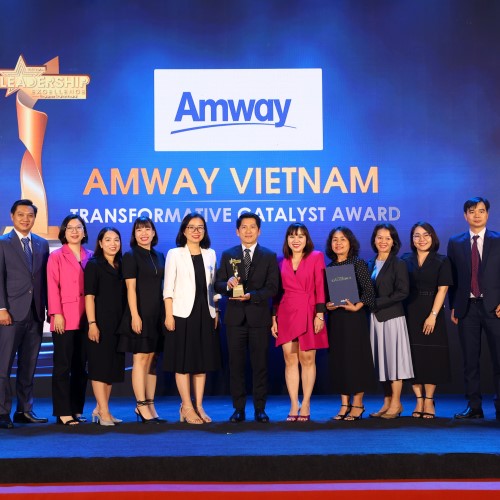 LEADERSHIP
EXCELLENCE
Amway
AMWAY VIETNAM
TRANSFORMATIVE CATALYST AWARD